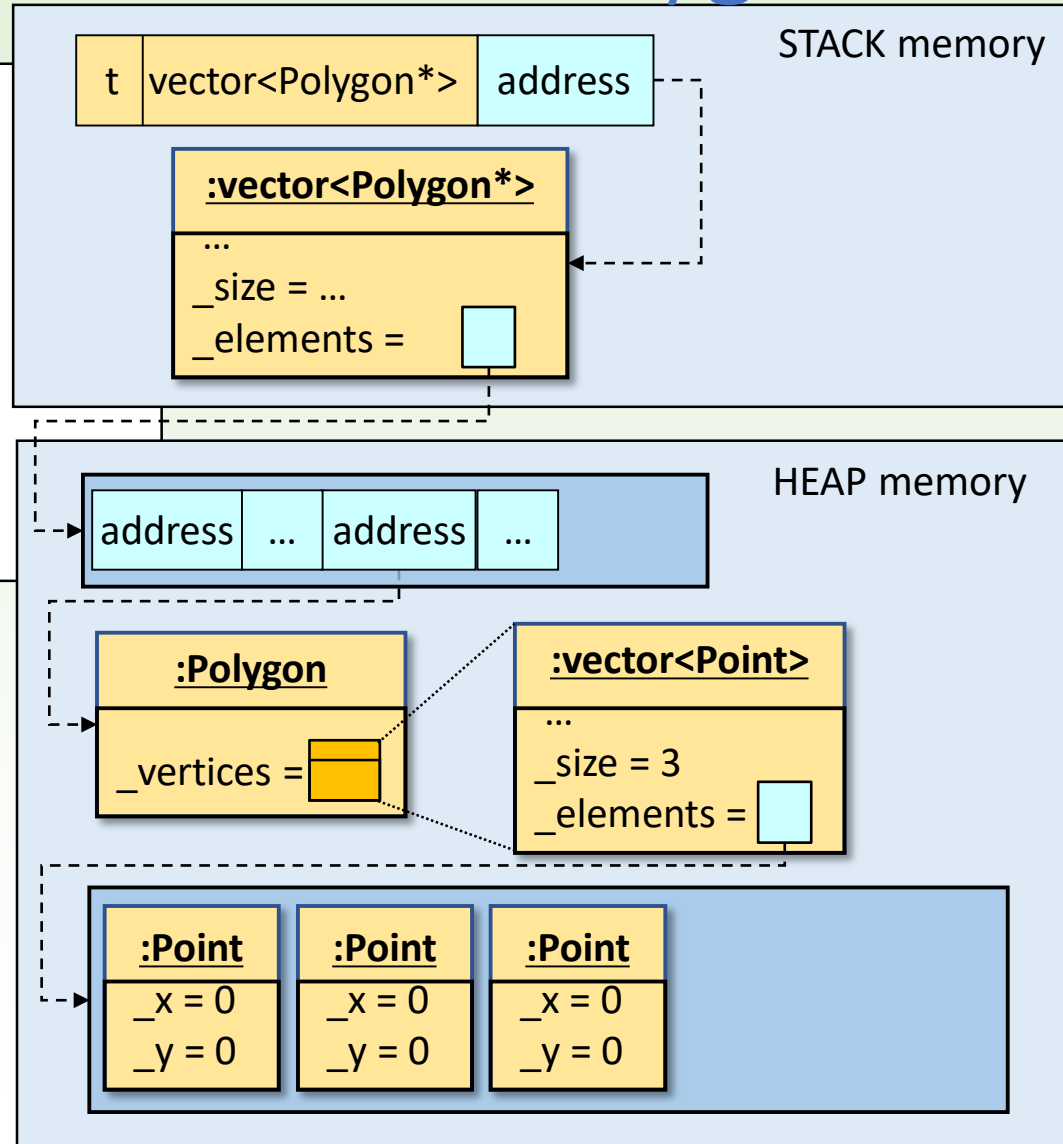 STACK memory
t vector<Polygon*> address
:vector<Polygon*>
...
_size = ...
_elements =
HEAP memory
address ... address ...
:Polygon
_vertices =
:vector<Point>
...
_size = 3
_elements =
:Point :Point :Point
_x = 0 _x = 0 _x = 0
_y = 0 _y = 0 _y = 0